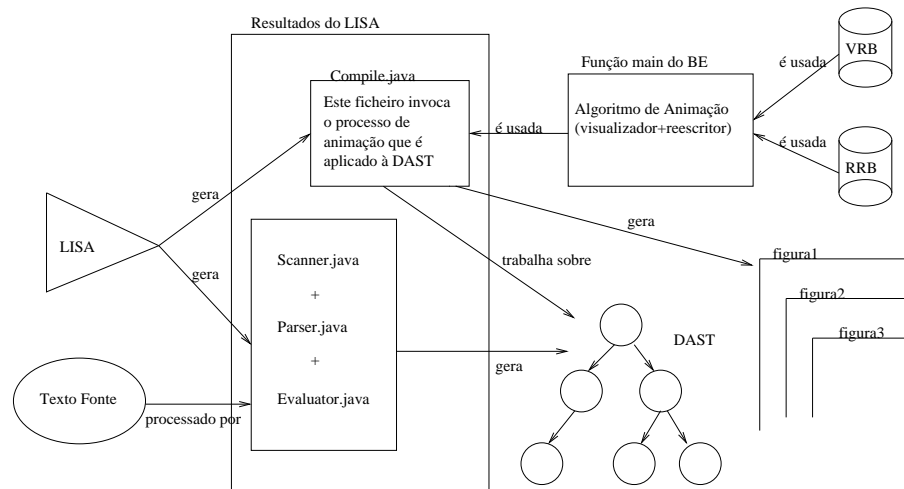 Resultados do LISA
VRB
Função main do BE
é usada
Compile.java
Este ficheiro invoca
o processo de
animação que é
aplicado à DAST
é usada
Algoritmo de Animação
(visualizador+reescritor)
é usada
RRB
gera
gera
LISA
gera
Scanner.java
+
Parser.java
+
Evaluator.java
trabalha sobre
figura1
figura2
figura3
DAST
gera
Texto Fonte
processado por